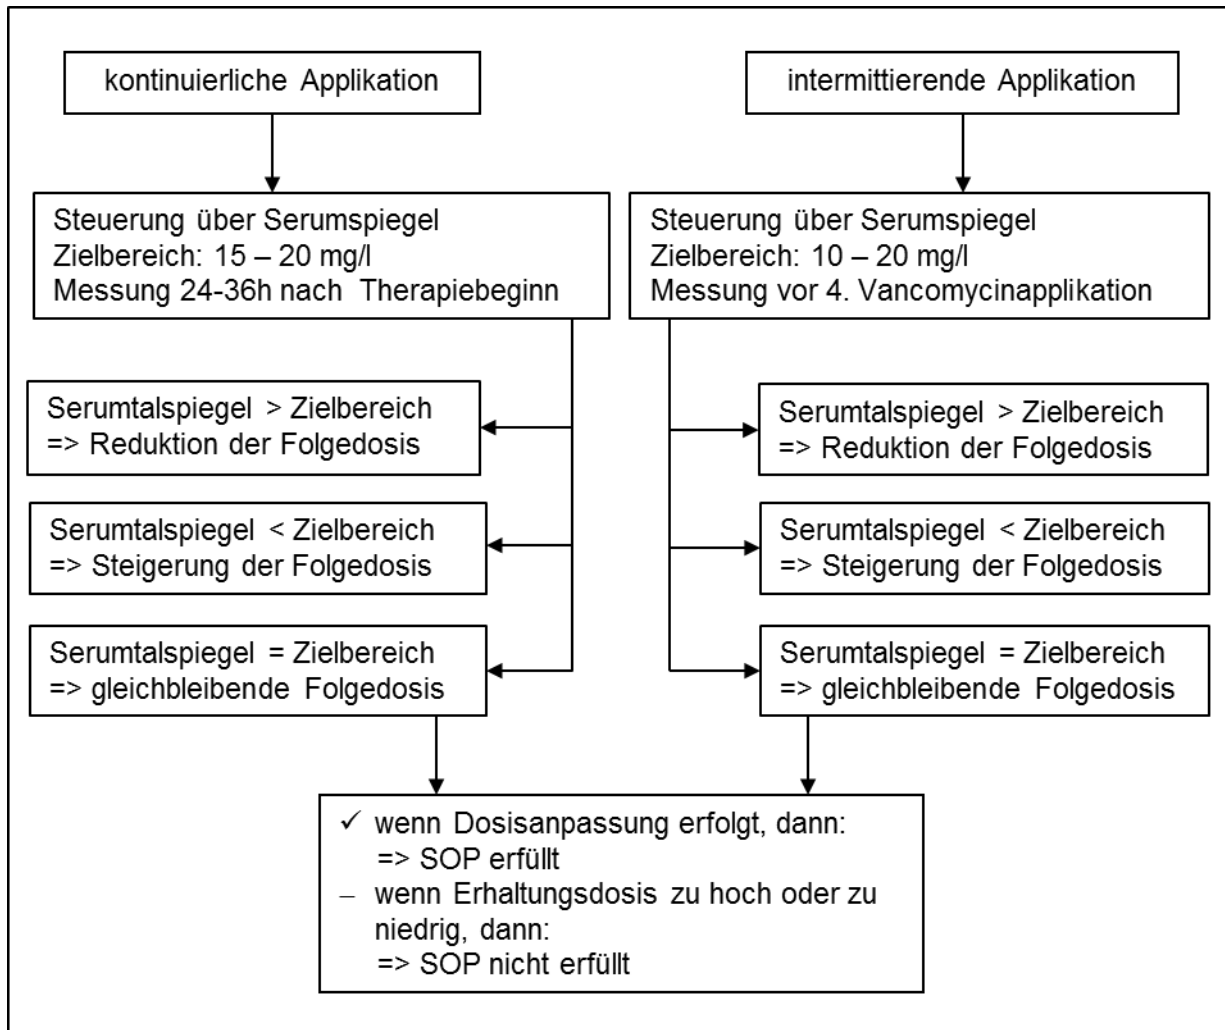 kontinuierliche Applikation
intermittierende Applikation
Steuerung über Serumspiegel
Zielbereich: 15 – 20 mg/l
Messung 24-36h nach Therapiebeginn
Steuerung über Serumspiegel
Zielbereich: 10 – 20 mg/l
Messung vor 4. Vancomycinapplikation
Serumtalspiegel > Zielbereich
=> Reduktion der Folgedosis
Serumtalspiegel < Zielbereich
=> Steigerung der Folgedosis
Serumtalspiegel = Zielbereich
=> gleichbleibende Folgedosis
Serumtalspiegel > Zielbereich
=> Reduktion der Folgedosis
Serumtalspiegel < Zielbereich
=> Steigerung der Folgedosis
Serumtalspiegel = Zielbereich
=> gleichbleibende Folgedosis
✓ wenn Dosisanpassung erfolgt, dann:
=> SOP erfüllt
– wenn Erhaltungsdosis zu hoch oder zu
niedrig, dann:
=> SOP nicht erfüllt